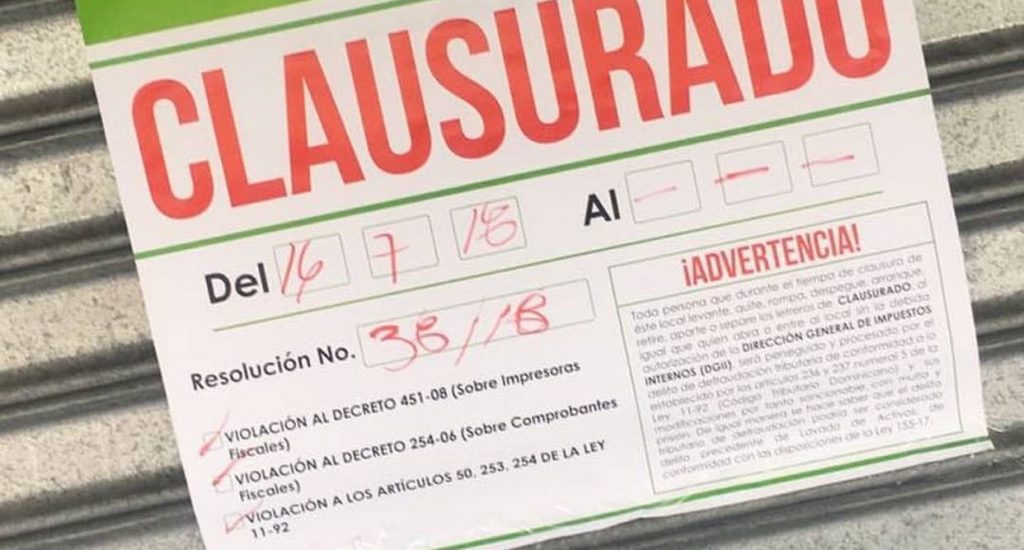 CLAUSURADO
Del 16 7 18 Al - - -
Resolución No. 38/18
VIOLACIÓN AL DECRETO 451-08 (Sobre Impresoras
Fiscales)
VIOLACIÓN AL DECRETO 254-06 (Sobre Comprobantes
Fiscales)
VIOLACIÓN A LOS ARTÍCULOS 50, 253, 254 DE LA LEY
11-92
¡ADVERTENCIA!
Toda persona que durante el tiempo de clausura de
éste local levante, quite, rompa, despegue, arranque,
retire, aparte o separe los letreros de CLAUSURADO, al
igual que quien abra o entre al local sin la debida
autorización de la DIRECCIÓN GENERAL DE IMPUESTOS
INTERNOS (DGII), será perseguido y procesado por el
delito de defraudación tributaria de conformidad a lo
establecido por los artículos 236 y 237 numeral 5 de la
Ley 11-92 (Código Tributario Dominicano) y sus
modificaciones por tanto sancionable con multas y
prisión. De igual manera se hace saber que el delito
tributario de defraudación podría ser considerado
delito precedente de Lavado de Activos, de
conformidad con las disposiciones de la Ley 155-17.